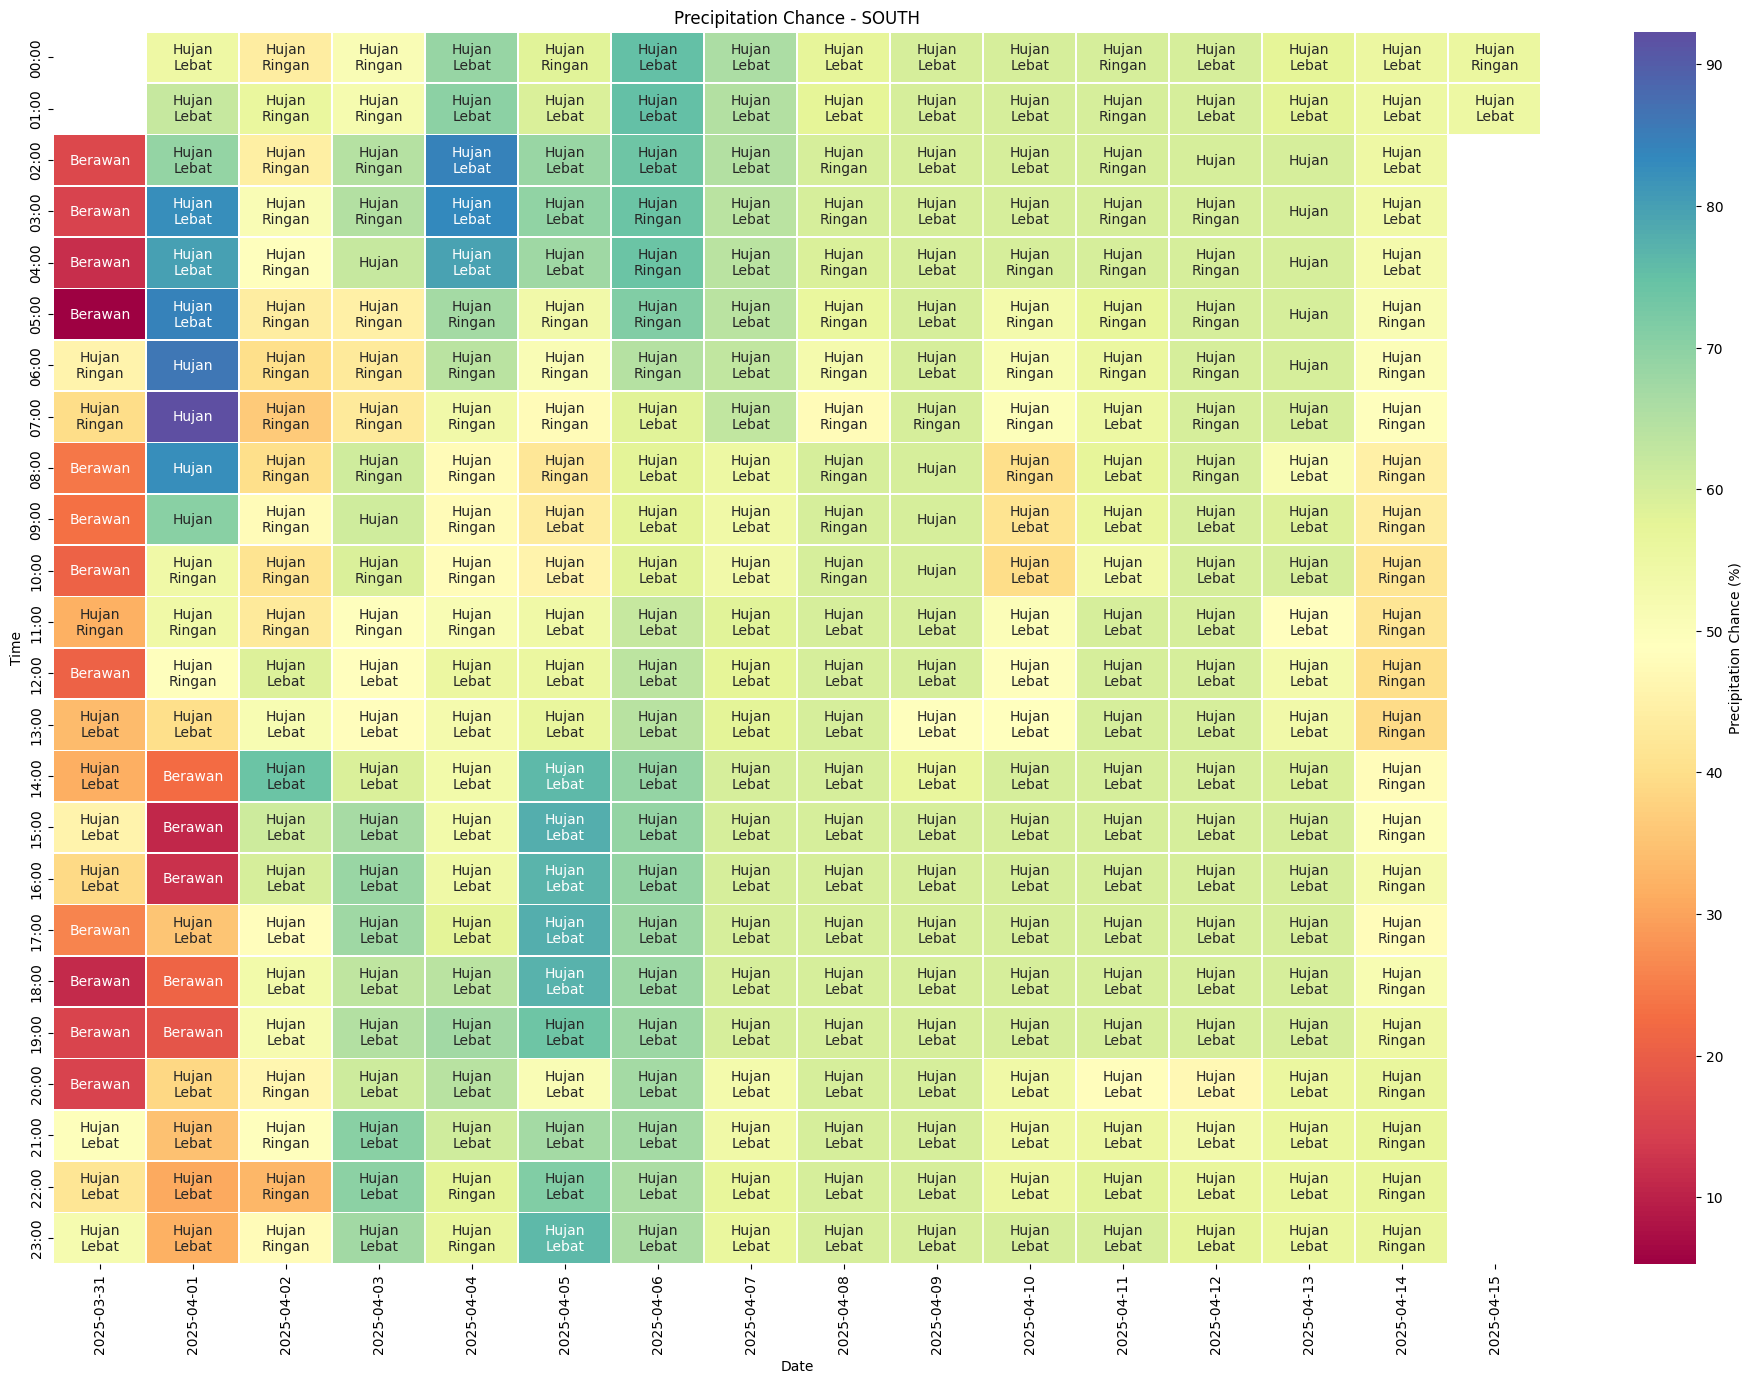 Precipitation Chance - SOUTH
00:00 Hujan Lebat Hujan Ringan Hujan Ringan Hujan Lebat Hujan Ringan Hujan Lebat Hujan Lebat Hujan Lebat Hujan Lebat Hujan Lebat Hujan Ringan Hujan Lebat Hujan Lebat Hujan Lebat Hujan Ringan
01:00 Hujan Lebat Hujan Ringan Hujan Ringan Hujan Lebat Hujan Lebat Hujan Lebat Hujan Lebat Hujan Lebat Hujan Lebat Hujan Lebat Hujan Ringan Hujan Lebat Hujan Lebat Hujan Lebat Hujan Lebat
02:00 Berawan Hujan Lebat Hujan Ringan Hujan Ringan Hujan Lebat Hujan Lebat Hujan Lebat Hujan Lebat Hujan Ringan Hujan Lebat Hujan Lebat Hujan Ringan Hujan Hujan Hujan Lebat
03:00 Berawan Hujan Lebat Hujan Ringan Hujan Ringan Hujan Lebat Hujan Lebat Hujan Ringan Hujan Lebat Hujan Ringan Hujan Lebat Hujan Lebat Hujan Ringan Hujan Ringan Hujan Hujan Lebat
04:00 Berawan Hujan Lebat Hujan Ringan Hujan Hujan Lebat Hujan Lebat Hujan Ringan Hujan Lebat Hujan Ringan Hujan Lebat Hujan Ringan Hujan Ringan Hujan Ringan Hujan Hujan Lebat
05:00 Berawan Hujan Lebat Hujan Ringan Hujan Ringan Hujan Ringan Hujan Ringan Hujan Ringan Hujan Lebat Hujan Ringan Hujan Lebat Hujan Ringan Hujan Ringan Hujan Ringan Hujan Hujan Ringan
06:00 Hujan Ringan Hujan Hujan Ringan Hujan Ringan Hujan Ringan Hujan Ringan Hujan Ringan Hujan Lebat Hujan Ringan Hujan Lebat Hujan Ringan Hujan Ringan Hujan Ringan Hujan Hujan Ringan
07:00 Hujan Ringan Hujan Hujan Ringan Hujan Ringan Hujan Ringan Hujan Ringan Hujan Lebat Hujan Lebat Hujan Ringan Hujan Ringan Hujan Ringan Hujan Lebat Hujan Ringan Hujan Lebat Hujan Ringan
08:00 Berawan Hujan Hujan Ringan Hujan Ringan Hujan Ringan Hujan Ringan Hujan Lebat Hujan Lebat Hujan Ringan Hujan Hujan Ringan Hujan Lebat Hujan Ringan Hujan Lebat Hujan Ringan
09:00 Berawan Hujan Hujan Ringan Hujan Hujan Ringan Hujan Lebat Hujan Lebat Hujan Lebat Hujan Ringan Hujan Hujan Lebat Hujan Lebat Hujan Lebat Hujan Lebat Hujan Ringan
10:00 Berawan Hujan Ringan Hujan Ringan Hujan Ringan Hujan Ringan Hujan Lebat Hujan Lebat Hujan Lebat Hujan Ringan Hujan Hujan Lebat Hujan Lebat Hujan Lebat Hujan Lebat Hujan Ringan
11:00 Hujan Ringan Hujan Ringan Hujan Ringan Hujan Ringan Hujan Ringan Hujan Lebat Hujan Lebat Hujan Lebat Hujan Lebat Hujan Lebat Hujan Lebat Hujan Lebat Hujan Lebat Hujan Lebat Hujan Ringan
12:00 Berawan Hujan Ringan Hujan Lebat Hujan Lebat Hujan Lebat Hujan Lebat Hujan Lebat Hujan Lebat Hujan Lebat Hujan Lebat Hujan Lebat Hujan Lebat Hujan Lebat Hujan Lebat Hujan Ringan
13:00 Hujan Lebat Hujan Lebat Hujan Lebat Hujan Lebat Hujan Lebat Hujan Lebat Hujan Lebat Hujan Lebat Hujan Lebat Hujan Lebat Hujan Lebat Hujan Lebat Hujan Lebat Hujan Lebat Hujan Ringan
14:00 Hujan Lebat Berawan Hujan Lebat Hujan Lebat Hujan Lebat Hujan Lebat Hujan Lebat Hujan Lebat Hujan Lebat Hujan Lebat Hujan Lebat Hujan Lebat Hujan Lebat Hujan Lebat Hujan Ringan
15:00 Hujan Lebat Berawan Hujan Lebat Hujan Lebat Hujan Lebat Hujan Lebat Hujan Lebat Hujan Lebat Hujan Lebat Hujan Lebat Hujan Lebat Hujan Lebat Hujan Lebat Hujan Lebat Hujan Ringan
16:00 Hujan Lebat Berawan Hujan Lebat Hujan Lebat Hujan Lebat Hujan Lebat Hujan Lebat Hujan Lebat Hujan Lebat Hujan Lebat Hujan Lebat Hujan Lebat Hujan Lebat Hujan Lebat Hujan Ringan
17:00 Berawan Hujan Lebat Hujan Lebat Hujan Lebat Hujan Lebat Hujan Lebat Hujan Lebat Hujan Lebat Hujan Lebat Hujan Lebat Hujan Lebat Hujan Lebat Hujan Lebat Hujan Lebat Hujan Ringan
18:00 Berawan Berawan Hujan Lebat Hujan Lebat Hujan Lebat Hujan Lebat Hujan Lebat Hujan Lebat Hujan Lebat Hujan Lebat Hujan Lebat Hujan Lebat Hujan Lebat Hujan Lebat Hujan Ringan
19:00 Berawan Berawan Hujan Lebat Hujan Lebat Hujan Lebat Hujan Lebat Hujan Lebat Hujan Lebat Hujan Lebat Hujan Lebat Hujan Lebat Hujan Lebat Hujan Lebat Hujan Lebat Hujan Ringan
20:00 Berawan Hujan Lebat Hujan Ringan Hujan Lebat Hujan Lebat Hujan Lebat Hujan Lebat Hujan Lebat Hujan Lebat Hujan Lebat Hujan Lebat Hujan Lebat Hujan Lebat Hujan Lebat Hujan Ringan
21:00 Hujan Lebat Hujan Lebat Hujan Ringan Hujan Lebat Hujan Lebat Hujan Lebat Hujan Lebat Hujan Lebat Hujan Lebat Hujan Lebat Hujan Lebat Hujan Lebat Hujan Lebat Hujan Lebat Hujan Ringan
22:00 Hujan Lebat Hujan Lebat Hujan Ringan Hujan Lebat Hujan Ringan Hujan Lebat Hujan Lebat Hujan Lebat Hujan Lebat Hujan Lebat Hujan Lebat Hujan Lebat Hujan Lebat Hujan Lebat Hujan Ringan
23:00 Hujan Lebat Hujan Lebat Hujan Ringan Hujan Lebat Hujan Ringan Hujan Lebat Hujan Lebat Hujan Lebat Hujan Lebat Hujan Lebat Hujan Lebat Hujan Lebat Hujan Lebat Hujan Lebat Hujan Ringan
Time
2025-03-31 2025-04-01 2025-04-02 2025-04-03 2025-04-04 2025-04-05 2025-04-06 2025-04-07 2025-04-08 2025-04-09 2025-04-10 2025-04-11 2025-04-12 2025-04-13 2025-04-14 2025-04-15
Date
90
80
70
60
50
40
30
20
10
Precipitation Chance (%)